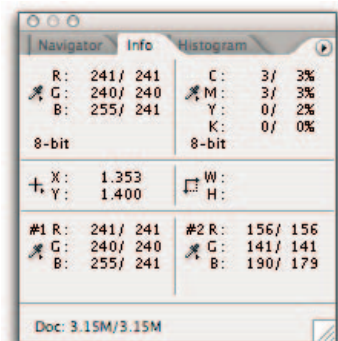 Navigator Info Histogram
R: 241/ 241 C: 3/ 3%
G: 240/ 240 M: 3/ 3%
B: 255/ 241 Y: 0/ 2%
K: 0/ 0%
8-bit 8-bit
X: 1.353 W:
Y: 1.400 H:
#1 R: 241/ 241 #2 R: 156/ 156
G: 240/ 240 G: 141/ 141
B: 255/ 241 B: 190/ 179
Doc: 3.15M/3.15M